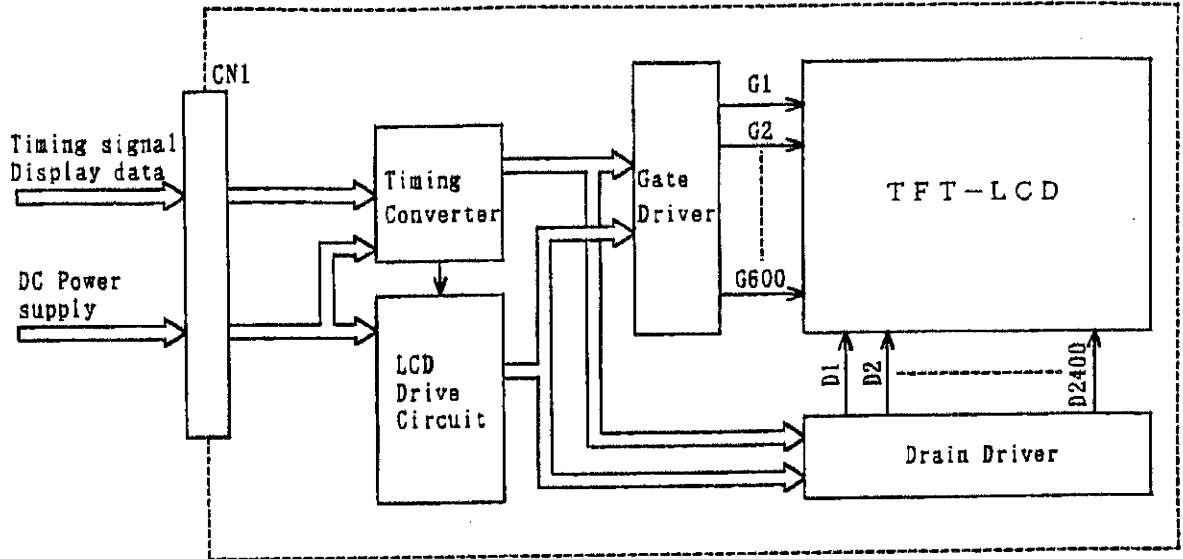 CN1
Timing signal
Display data
DC Power
supply
Timing
Converter
LCD
Drive
Circuit
Gate
Driver
G1
G2
G600
TFT-LCD
D1
D2
D2400
Drain Driver